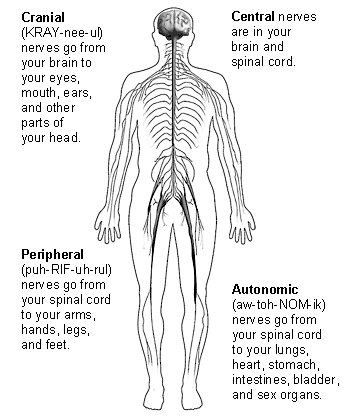 Cranial
(KRAY-nee-ul)
nerves go from
your brain to
your eyes,
mouth, ears,
and other
parts of
your head.
Central nerves
are in your
brain and
spinal cord.
Peripheral
(puh-RIF-uh-rul)
nerves go from
your spinal cord
to your arms,
hands, legs,
and feet.
Autonomic
(aw-toh-NOM-ik)
nerves go from
your spinal cord
to your lungs,
heart, stomach,
intestines, bladder,
and sex organs.